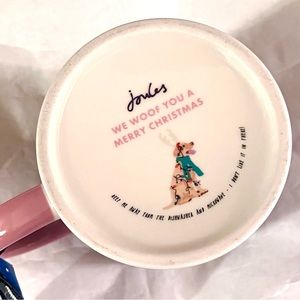 Joules
WE WOOF YOU A
MERRY CHRISTMAS
KEEP ME AWAY FROM THE DISHWASHER AND MICROWAVE - I DON'T LIKE IT IN THERE!